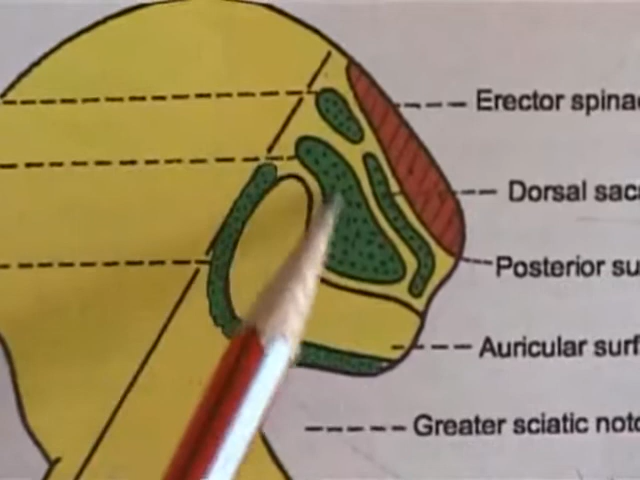 Erector spinae
Dorsal sac
Posterior su
Auricular surf
Greater sciatic notc